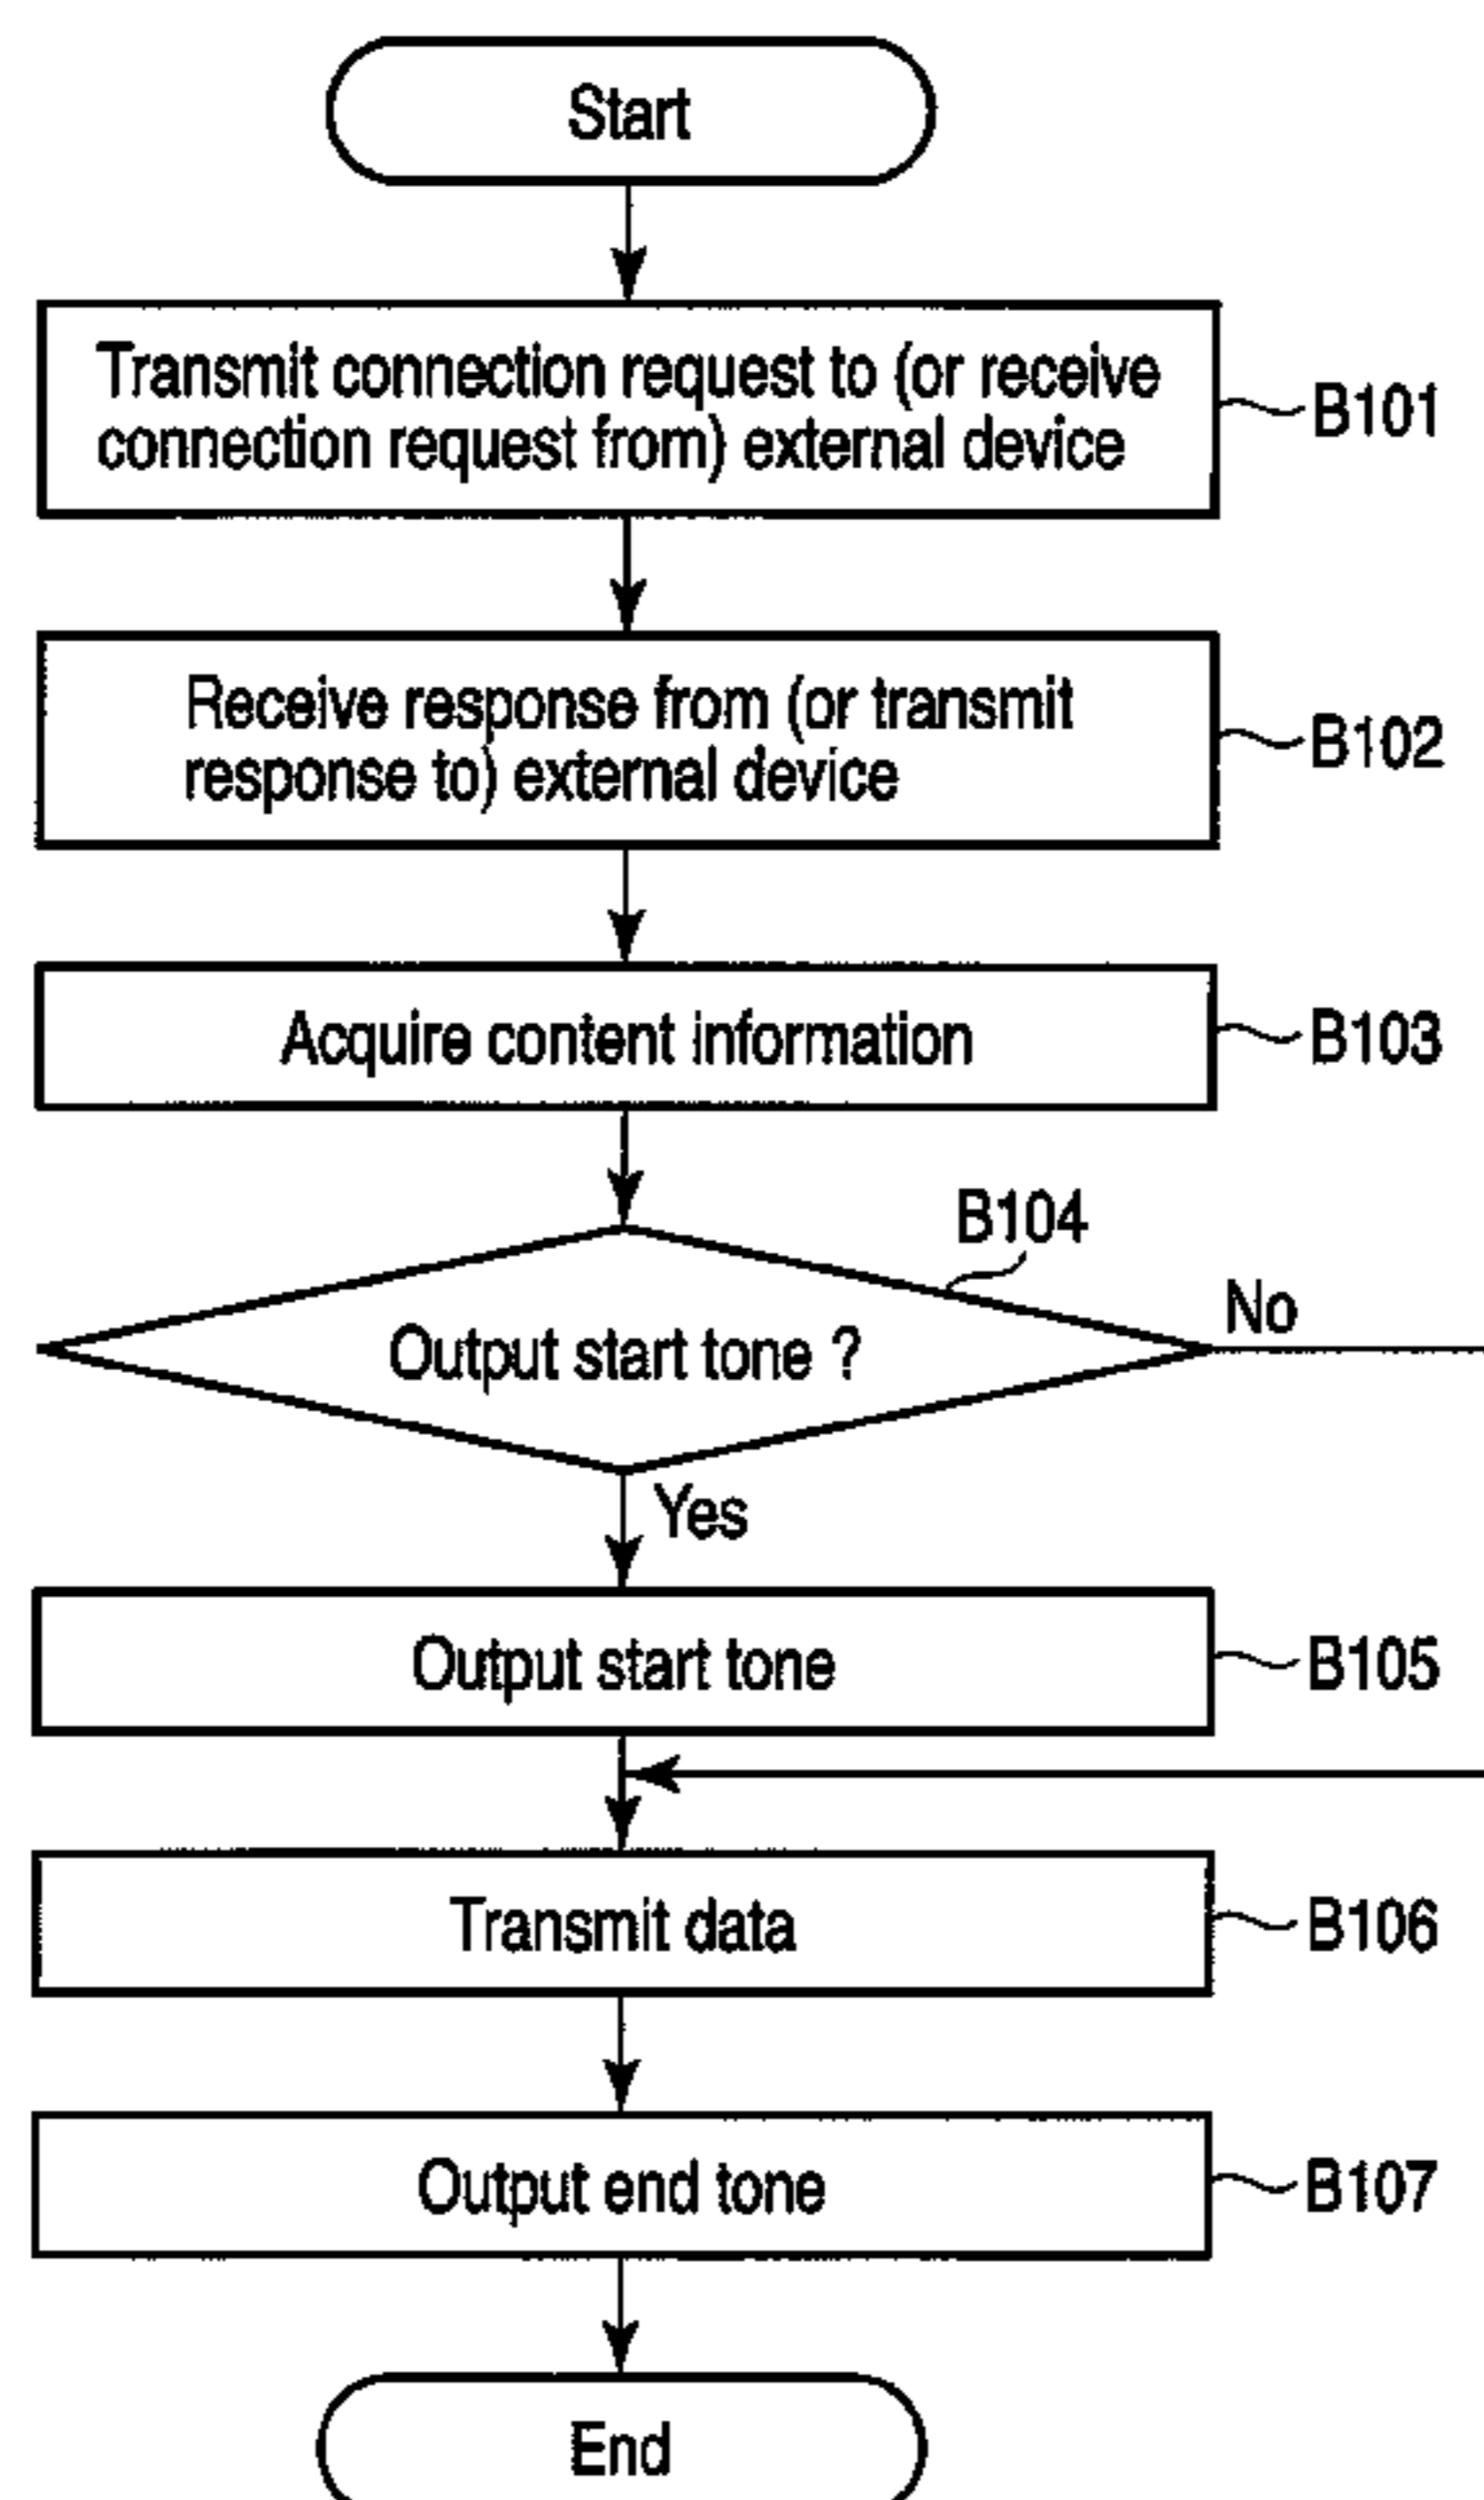 Start
Transmit connection request to (or receive
connection request from) external device
B101
Receive response from (or transmit
response to) external device
B102
Acquire content information
B103
B104
Output start tone ?
No
Yes
Output start tone
B105
Transmit data
B106
Output end tone
B107
End